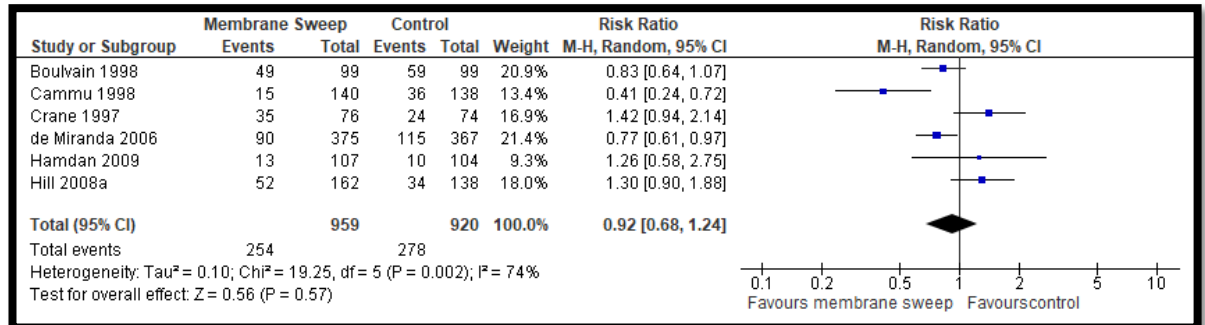 Membrane Sweep Control Risk Ratio Risk Ratio
Study or Subgroup Events Total Events Total Weight M-H, Random, 95% CI M-H, Random, 95% CI
Boulvain 1998 49 99 59 99 20.9% 0.83 [0.64, 1.07]
Cammu 1998 15 140 36 138 13.4% 0.41 [0.24, 0.72]
Crane 1997 35 76 24 74 16.9% 1.42 [0.94, 2.14]
de Miranda 2006 90 375 115 367 21.4% 0.77 [0.61, 0.97]
Hamdan 2009 13 107 10 104 9.3% 1.26 [0.58, 2.75]
Hill 2008a 52 162 34 138 18.0% 1.30 [0.90, 1.88]
Total (95% CI) 959 920 100.0% 0.92 [0.68, 1.24]
Total events 254 278
Heterogeneity: Tau² = 0.10; Chi² = 19.25, df = 5 (P = 0.002); I² = 74%
Test for overall effect: Z = 0.56 (P = 0.57)
0.1 0.2 0.5 1 2 5 10
Favours membrane sweep Favourscontrol